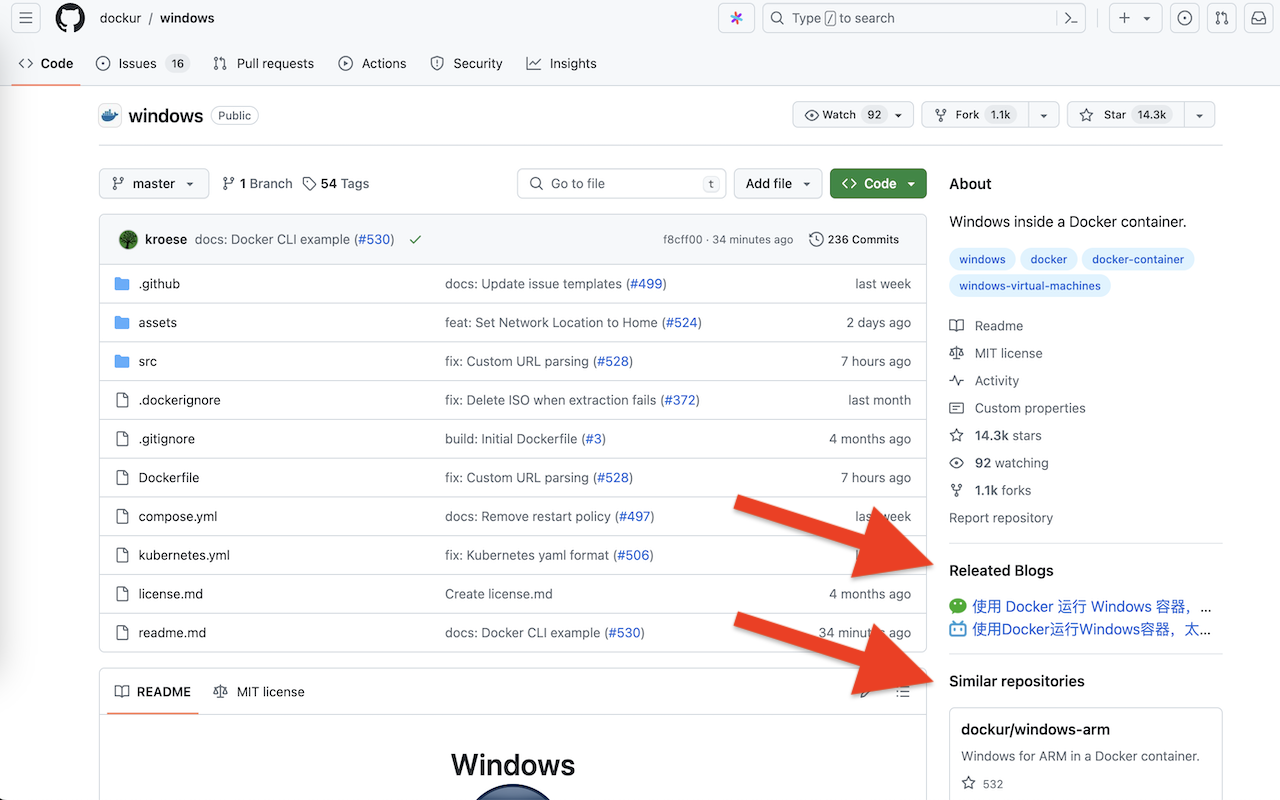 dockur / windows
Type / to search
Code
Issues 16
Pull requests
Actions
Security
Insights
windows Public
Watch 92
Fork 1.1k
Star 14.3k
master
1 Branch
54 Tags
Go to file t
Add file
Code
kroese docs: Docker CLI example (#530)
f8cff00 · 34 minutes ago
236 Commits
.github docs: Update issue templates (#499) last week
assets feat: Set Network Location to Home (#524) 2 days ago
src fix: Custom URL parsing (#528) 7 hours ago
.dockerignore fix: Delete ISO when extraction fails (#372) last month
.gitignore build: Initial Dockerfile (#3) 4 months ago
Dockerfile fix: Custom URL parsing (#528) 7 hours ago
compose.yml docs: Remove restart policy (#497) last week
kubernetes.yml fix: Kubernetes yaml format (#506)
license.md Create license.md 4 months ago
readme.md docs: Docker CLI example (#530) 34 minutes ago
README
MIT license
Windows
About
Windows inside a Docker container.
windows docker docker-container
windows-virtual-machines
Readme
MIT license
Activity
Custom properties
14.3k stars
92 watching
1.1k forks
Report repository
Releated Blogs
使用 Docker 运行 Windows 容器，...
使用Docker运行Windows容器，太...
Similar repositories
dockur/windows-arm
Windows for ARM in a Docker container.
532